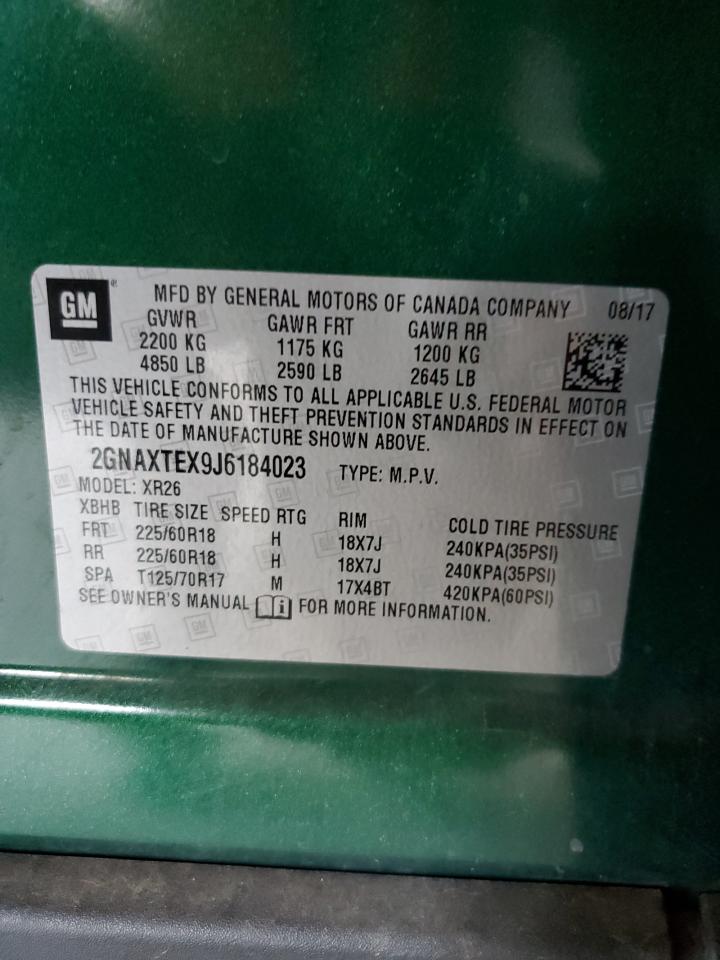 GM ®
MFD BY GENERAL MOTORS OF CANADA COMPANY 08/17
GVWR GAWR FRT GAWR RR
2200 KG 1175 KG 1200 KG
4850 LB 2590 LB 2645 LB
THIS VEHICLE CONFORMS TO ALL APPLICABLE U.S. FEDERAL MOTOR
VEHICLE SAFETY AND THEFT PREVENTION STANDARDS IN EFFECT ON
THE DATE OF MANUFACTURE SHOWN ABOVE.
2GNAXTEX9J6184023 TYPE: M.P.V.
MODEL: XR26
XBHB TIRE SIZE SPEED RTG RIM COLD TIRE PRESSURE
FRT 225/60R18 H 18X7J 240KPA(35PSI)
RR 225/60R18 H 18X7J 240KPA(35PSI)
SPA T125/70R17 M 17X4BT 420KPA(60PSI)
SEE OWNER'S MANUAL FOR MORE INFORMATION.